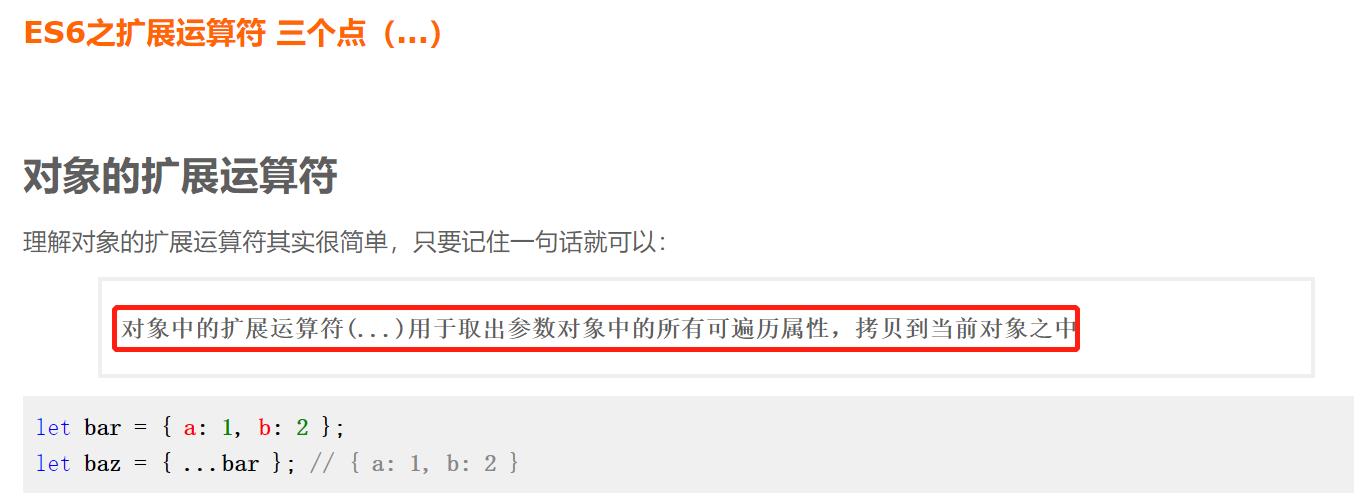 ES6之扩展运算符 三个点（...）
对象的扩展运算符
理解对象的扩展运算符其实很简单，只要记住一句话就可以：
对象中的扩展运算符(...)用于取出参数对象中的所有可遍历属性，拷贝到当前对象之中
let bar = { a: 1, b: 2 };
let baz = { ...bar }; // { a: 1, b: 2 }